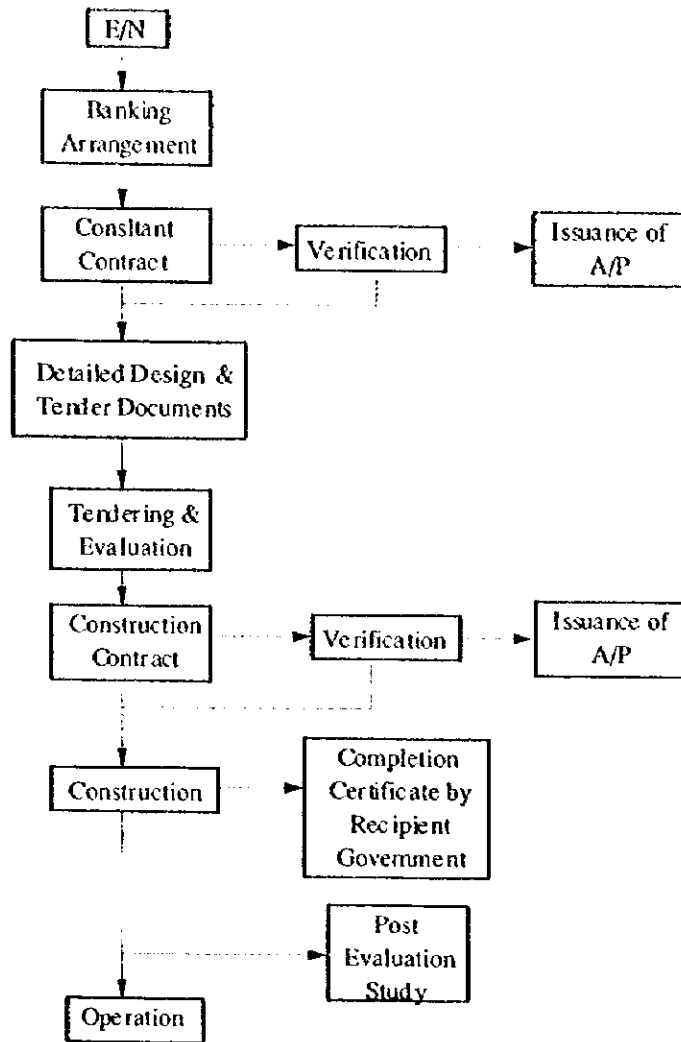 E/N
Banking
Arrangement
Consltant
Contract
Verification
Issuance of
A/P
Detailed Design &
Tender Documents
Tendering &
Evaluation
Construction
Contract
Verification
Issuance of
A/P
Construction
Completion
Certificate by
Recipient
Government
Post
Evaluation
Study
Operation